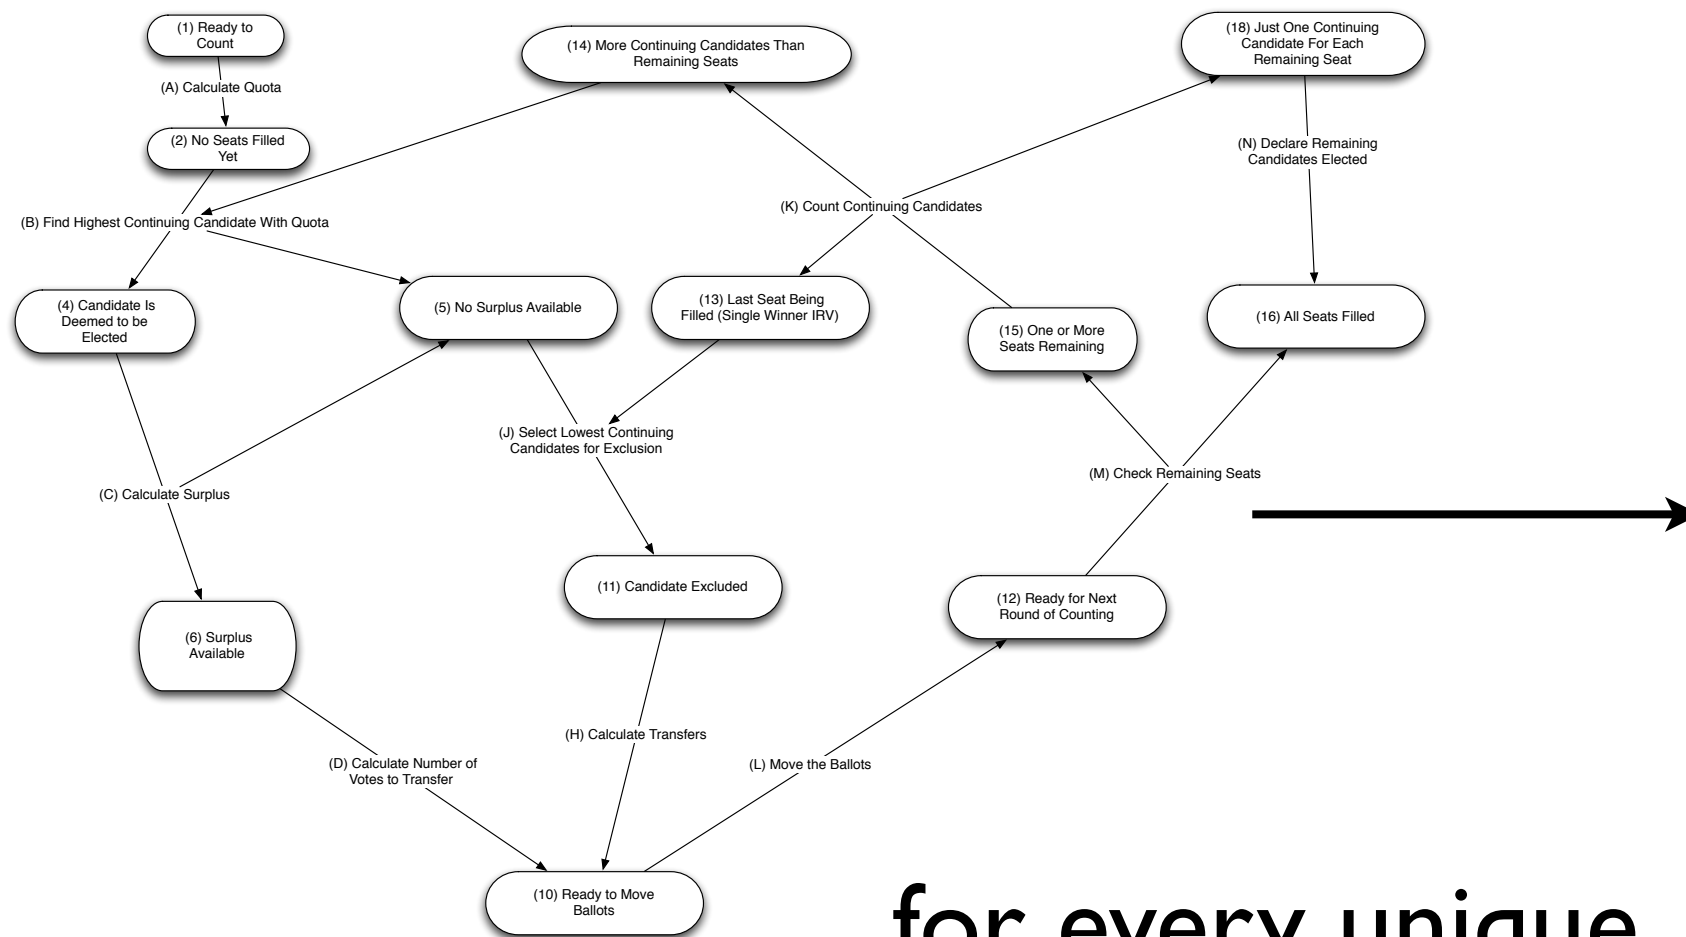 (1) Ready to
Count
(14) More Continuing Candidates Than
Remaining Seats
(18) Just One Continuing
Candidate For Each
Remaining Seat
(A) Calculate Quota
(2) No Seats Filled
Yet
(N) Declare Remaining
Candidates Elected
(K) Count Continuing Candidates
(B) Find Highest Continuing Candidate With Quota
(4) Candidate Is
Deemed to be
Elected
(5) No Surplus Available
(13) Last Seat Being
Filled (Single Winner IRV)
(15) One or More
Seats Remaining
(16) All Seats Filled
(J) Select Lowest Continuing
Candidates for Exclusion
(M) Check Remaining Seats
(C) Calculate Surplus
(11) Candidate Excluded
(12) Ready for Next
Round of Counting
(6) Surplus
Available
(H) Calculate Transfers
(D) Calculate Number of
Votes to Transfer
(L) Move the Ballots
(10) Ready to Move
Ballots
for every unique